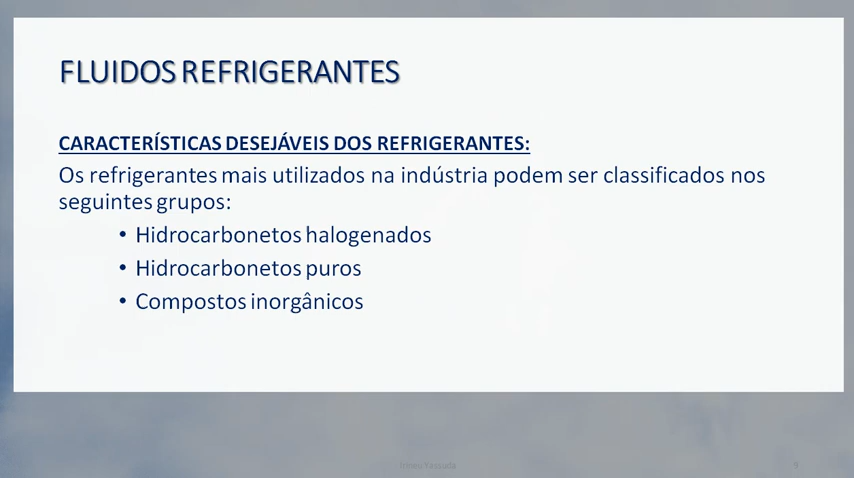 FLUIDOS REFRIGERANTES
CARACTERÍSTICAS DESEJÁVEIS DOS REFRIGERANTES:
Os refrigerantes mais utilizados na indústria podem ser classificados nos
seguintes grupos:
• Hidrocarbonetos halogenados
• Hidrocarbonetos puros
• Compostos inorgânicos